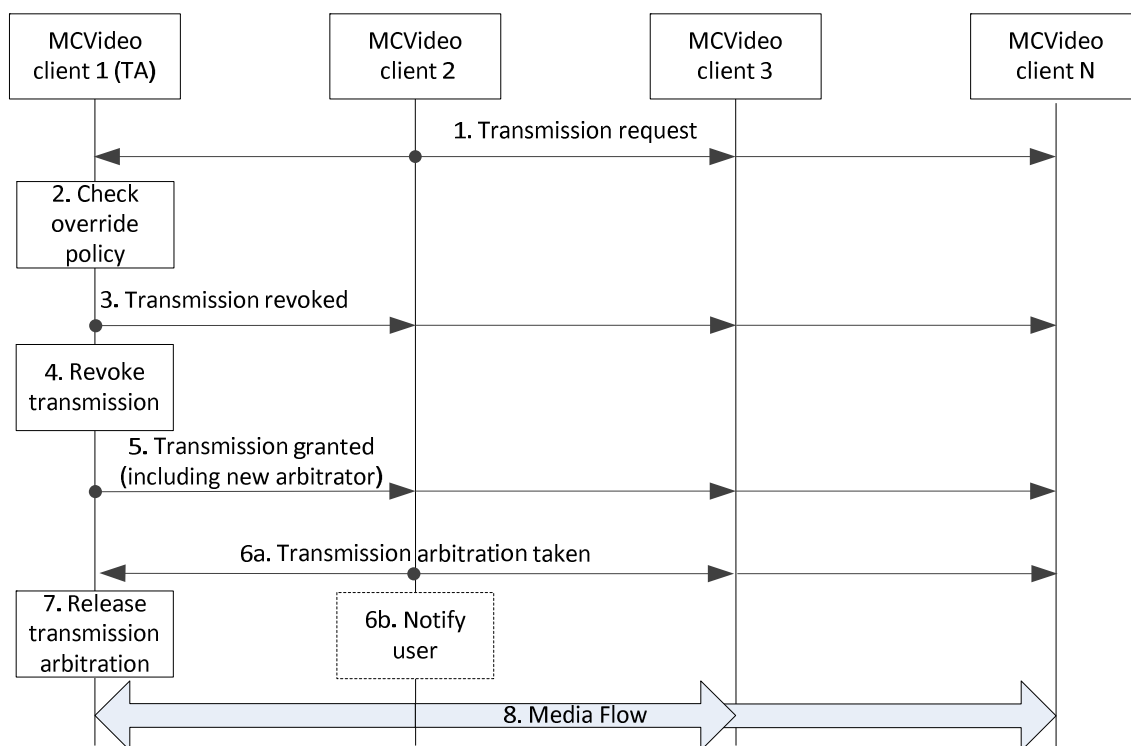 MCVideo
client 1 (TA)
MCVideo
client 2
MCVideo
client 3
MCVideo
client N
1. Transmission request
2. Check
override
policy
3. Transmission revoked
4. Revoke
transmission
5. Transmission granted
(including new arbitrator)
6a. Transmission arbitration taken
7. Release
transmission
arbitration
6b. Notify
user
8. Media Flow